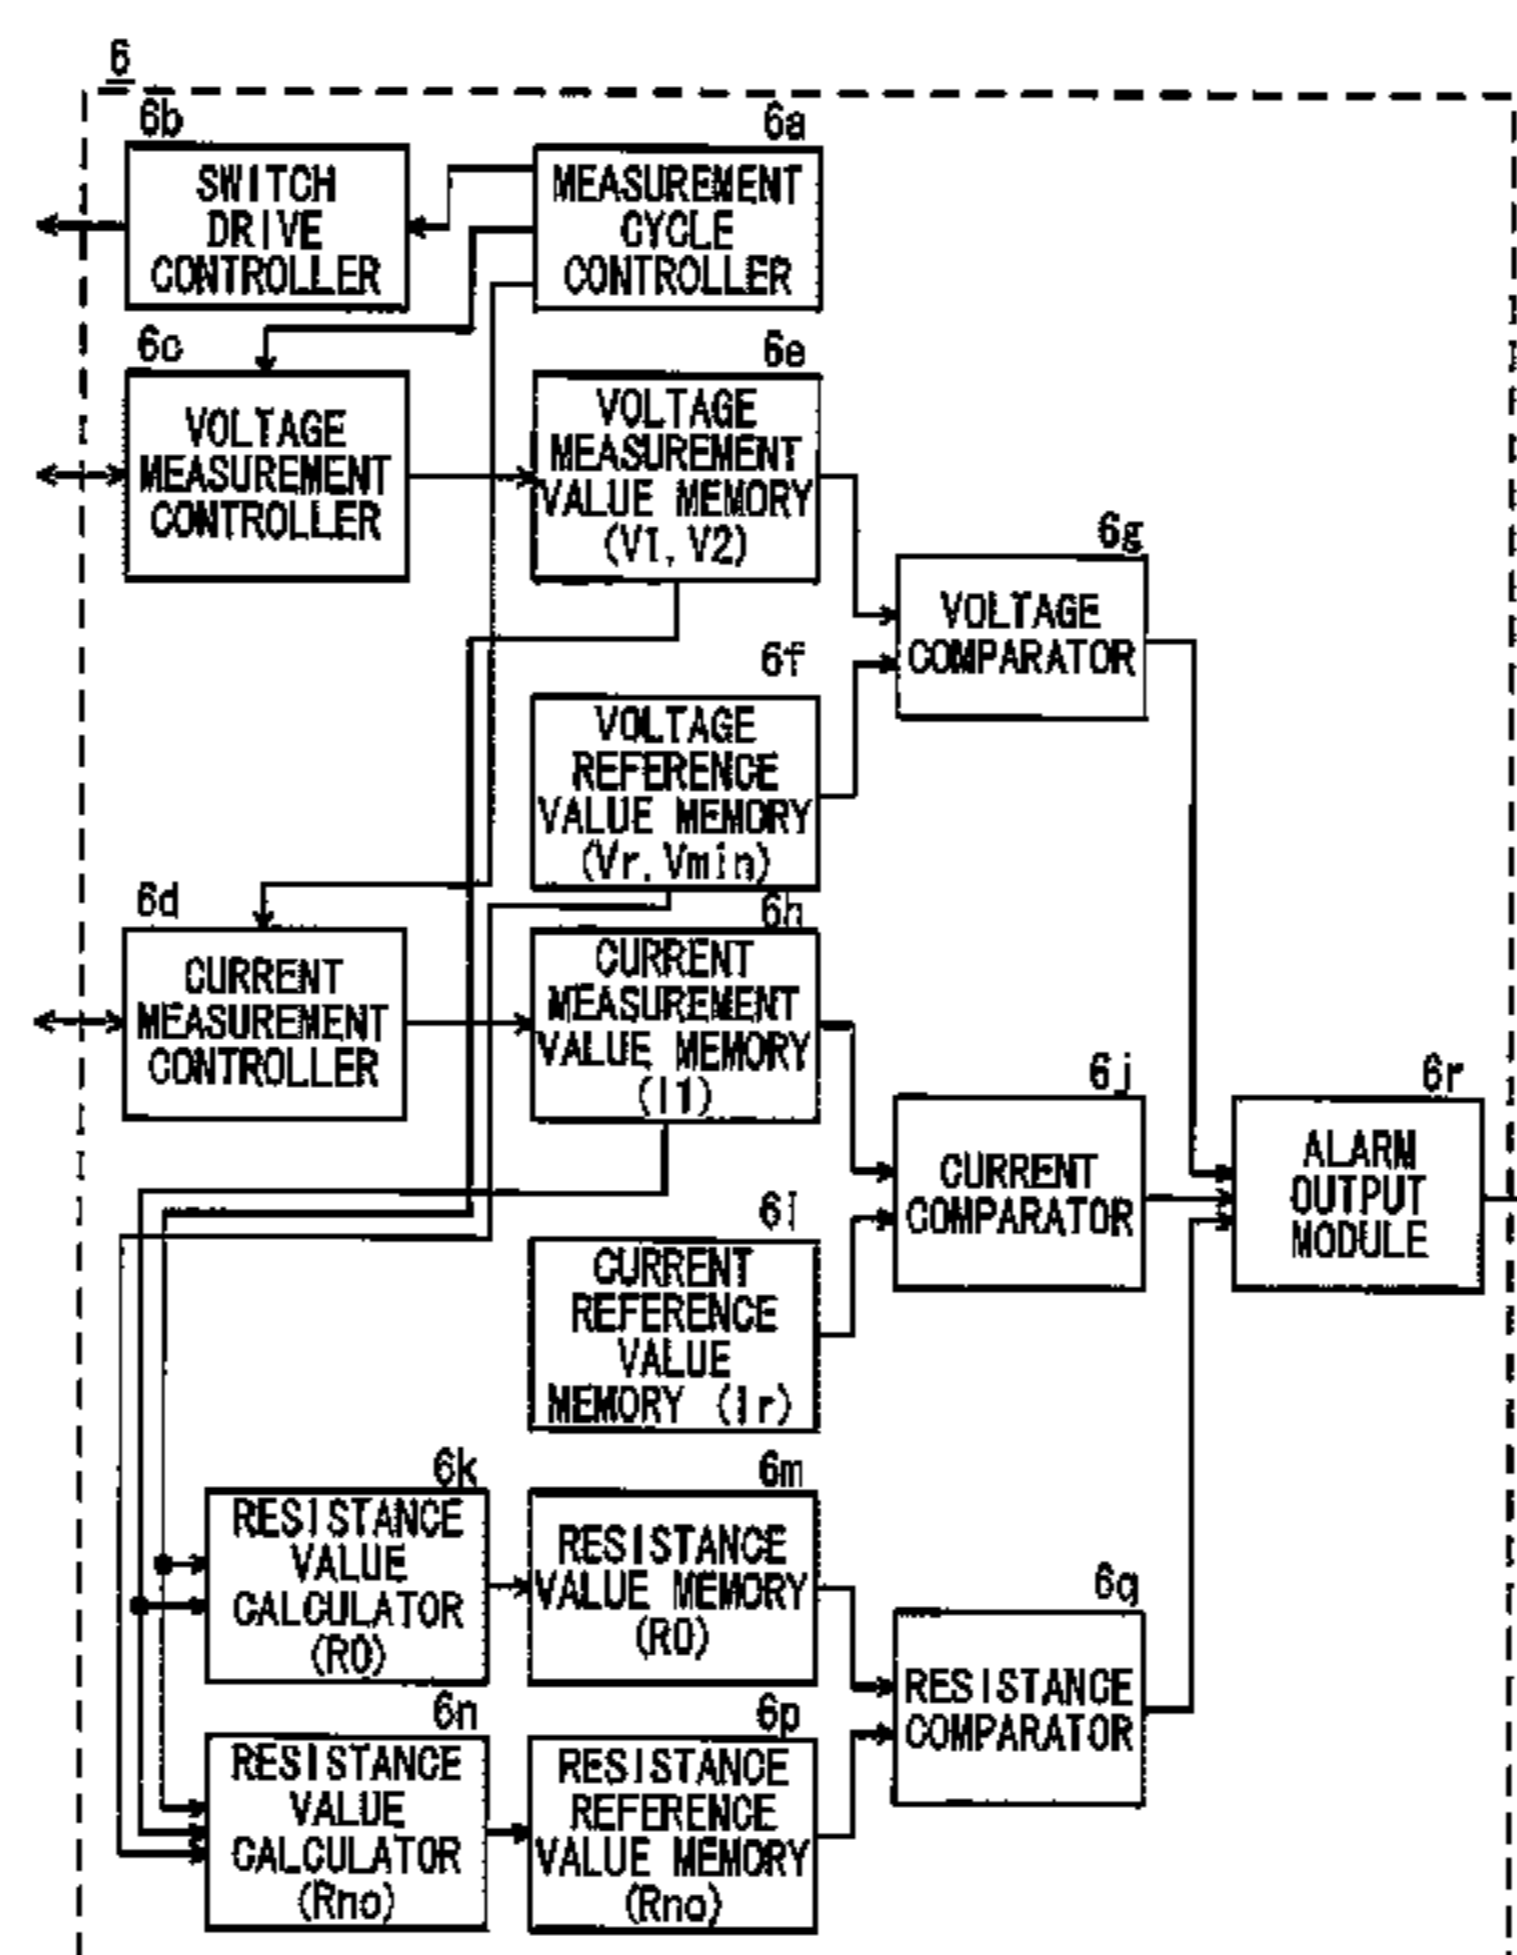 6
6b
SWITCH
DRIVE
CONTROLLER
6a
MEASUREMENT
CYCLE
CONTROLLER
6c
VOLTAGE
MEASUREMENT
CONTROLLER
6e
VOLTAGE
MEASUREMENT
VALUE MEMORY
(V1, V2)
6g
VOLTAGE
COMPARATOR
6f
VOLTAGE
REFERENCE
VALUE MEMORY
(Vr, Vmin)
6d
CURRENT
MEASUREMENT
CONTROLLER
6h
CURRENT
MEASUREMENT
VALUE MEMORY
(I1)
6j
CURRENT
COMPARATOR
6r
ALARM
OUTPUT
MODULE
6i
CURRENT
REFERENCE
VALUE
MEMORY (Ir)
6k
RESISTANCE
VALUE
CALCULATOR
(R0)
6m
RESISTANCE
VALUE MEMORY
(R0)
6q
RESISTANCE
COMPARATOR
6n
RESISTANCE
VALUE
CALCULATOR
(Rno)
6p
RESISTANCE
REFERENCE
VALUE MEMORY
(Rno)